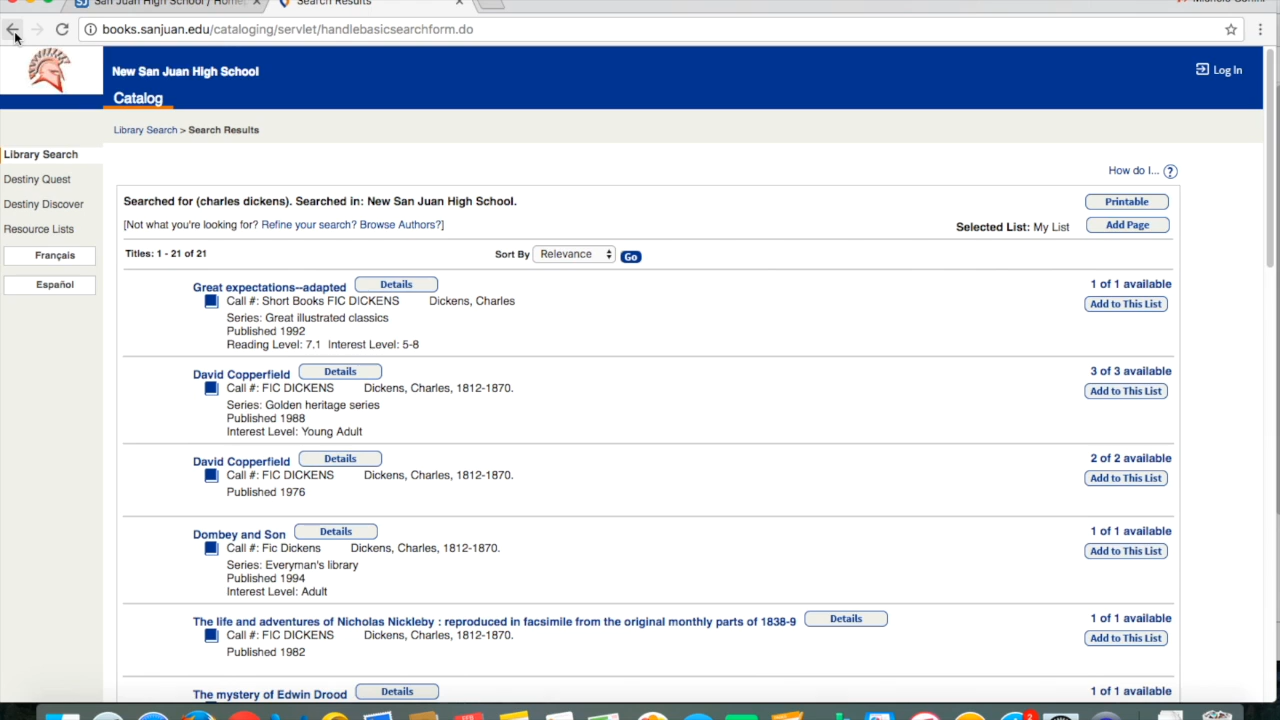 San Juan High School / Home
Search Results
books.sanjuan.edu/cataloging/servlet/handlebasicsearchform.do
New San Juan High School
Log In
Catalog
Library Search > Search Results
Library Search
Destiny Quest
Destiny Discover
Resource Lists
Français
Español
How do I... ?
Searched for (charles dickens). Searched in: New San Juan High School.
Printable
[Not what you're looking for? Refine your search? Browse Authors?]
Selected List: My List
Add Page
Titles: 1 - 21 of 21
Sort By Relevance Go
Great expectations--adapted Details
1 of 1 available
Call #: Short Books FIC DICKENS Dickens, Charles
Add to This List
Series: Great illustrated classics
Published 1992
Reading Level: 7.1 Interest Level: 5-8
David Copperfield Details
3 of 3 available
Call #: FIC DICKENS Dickens, Charles, 1812-1870.
Add to This List
Series: Golden heritage series
Published 1988
Interest Level: Young Adult
David Copperfield Details
2 of 2 available
Call #: FIC DICKENS Dickens, Charles, 1812-1870.
Add to This List
Published 1976
Dombey and Son Details
1 of 1 available
Call #: Fic Dickens Dickens, Charles, 1812-1870.
Add to This List
Series: Everyman's library
Published 1994
Interest Level: Adult
The life and adventures of Nicholas Nickleby : reproduced in facsimile from the original monthly parts of 1838-9 Details
1 of 1 available
Call #: FIC DICKENS Dickens, Charles, 1812-1870.
Add to This List
Published 1982
The mystery of Edwin Drood Details
1 of 1 available
2